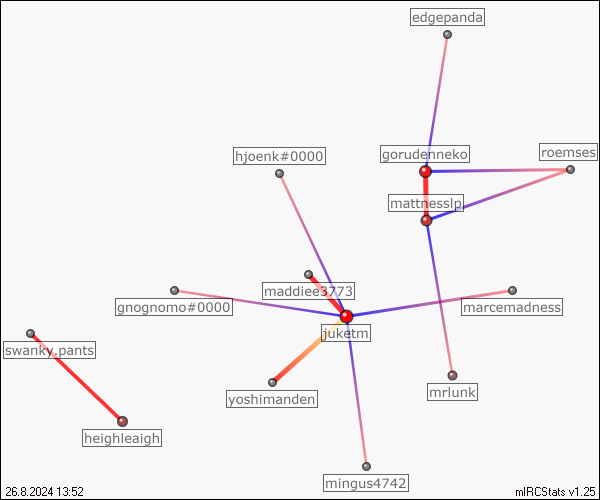 edgepanda
hjoenk#0000
gorudenneko
roemses
mattnesslp
maddiee3773
gnognomo#0000
marcemadness
juketm
swanky.pants
yoshimanden
mrlunk
heighleaigh
mingus4742
26.8.2024 13:52
mIRCStats v1.25